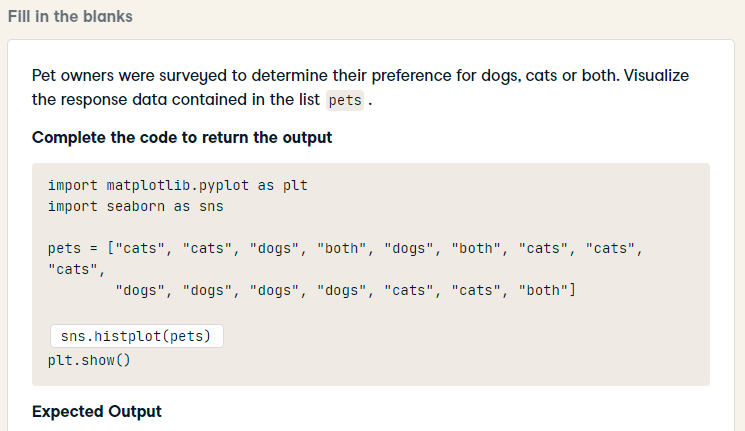 Fill in the blanks
Pet owners were surveyed to determine their preference for dogs, cats or both. Visualize
the response data contained in the list pets .
Complete the code to return the output
import matplotlib.pyplot as plt
import seaborn as sns
pets = ["cats", "cats", "dogs", "both", "dogs", "both", "cats", "cats",
"cats",
"dogs", "dogs", "dogs", "dogs", "cats", "cats", "both"]
sns.histplot(pets)
plt.show()
Expected Output